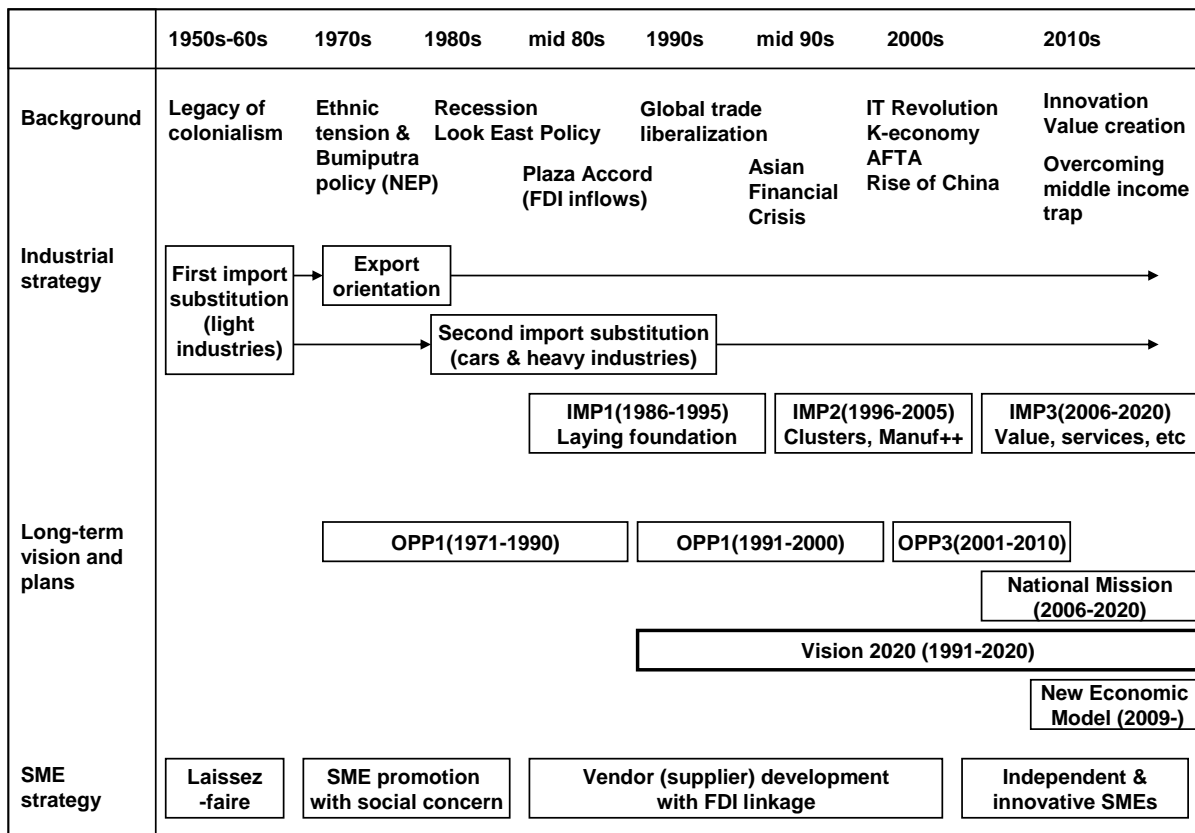 1950s-60s 1970s 1980s mid 80s 1990s mid 90s 2000s 2010s
Background
Legacy of
colonialism
Ethnic
tension &
Bumiputra
policy (NEP)
Recession
Look East Policy
Plaza Accord
(FDI inflows)
Global trade
liberalization
Asian
Financial
Crisis
IT Revolution
K-economy
AFTA
Rise of China
Innovation
Value creation
Overcoming
middle income
trap
Industrial
strategy
First import
substitution
(light
industries)
Export
orientation
Second import substitution
(cars & heavy industries)
IMP1(1986-1995)
Laying foundation
IMP2(1996-2005)
Clusters, Manuf++
IMP3(2006-2020)
Value, services, etc
Long-term
vision and
plans
OPP1(1971-1990)
OPP1(1991-2000)
OPP3(2001-2010)
National Mission
(2006-2020)
Vision 2020 (1991-2020)
New Economic
Model (2009-)
SME
strategy
Laissez
-faire
SME promotion
with social concern
Vendor (supplier) development
with FDI linkage
Independent &
innovative SMEs